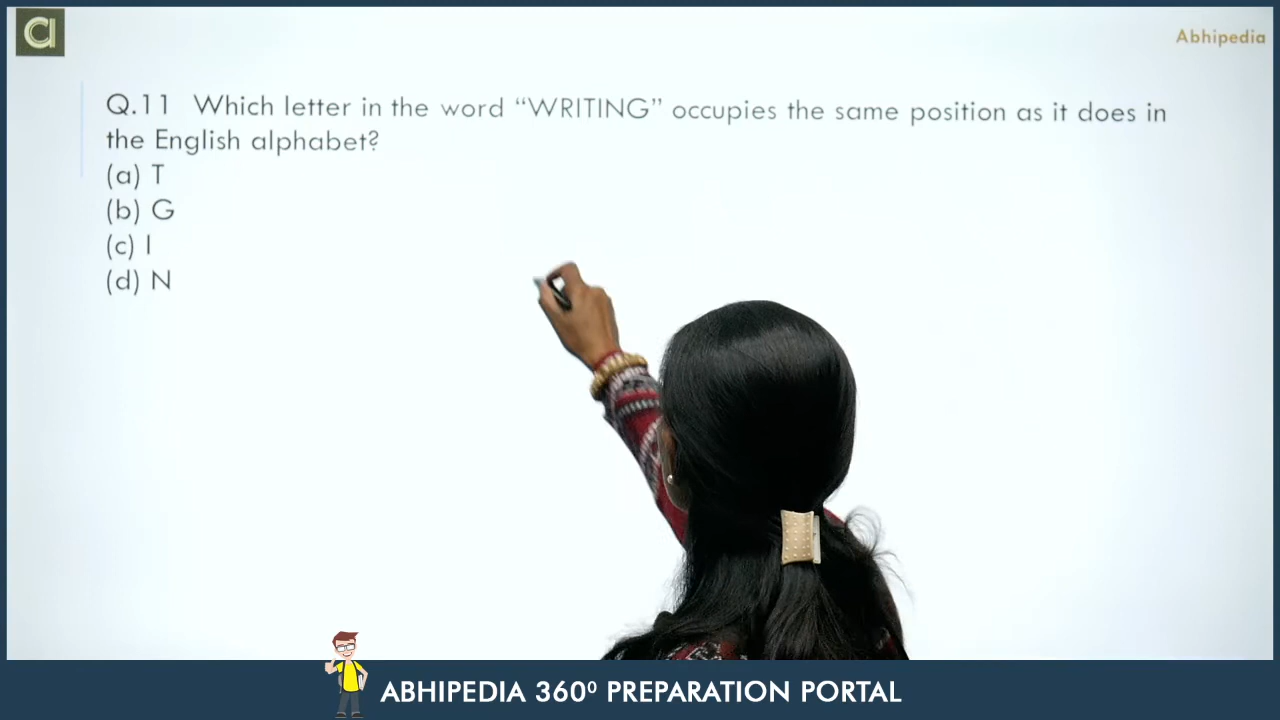 a
Abhipedia
Q.11 Which letter in the word “WRITING” occupies the same position as it does in
the English alphabet?
(a) T
(b) G
(c) I
(d) N
ABHIPEDIA 360⁰ PREPARATION PORTAL